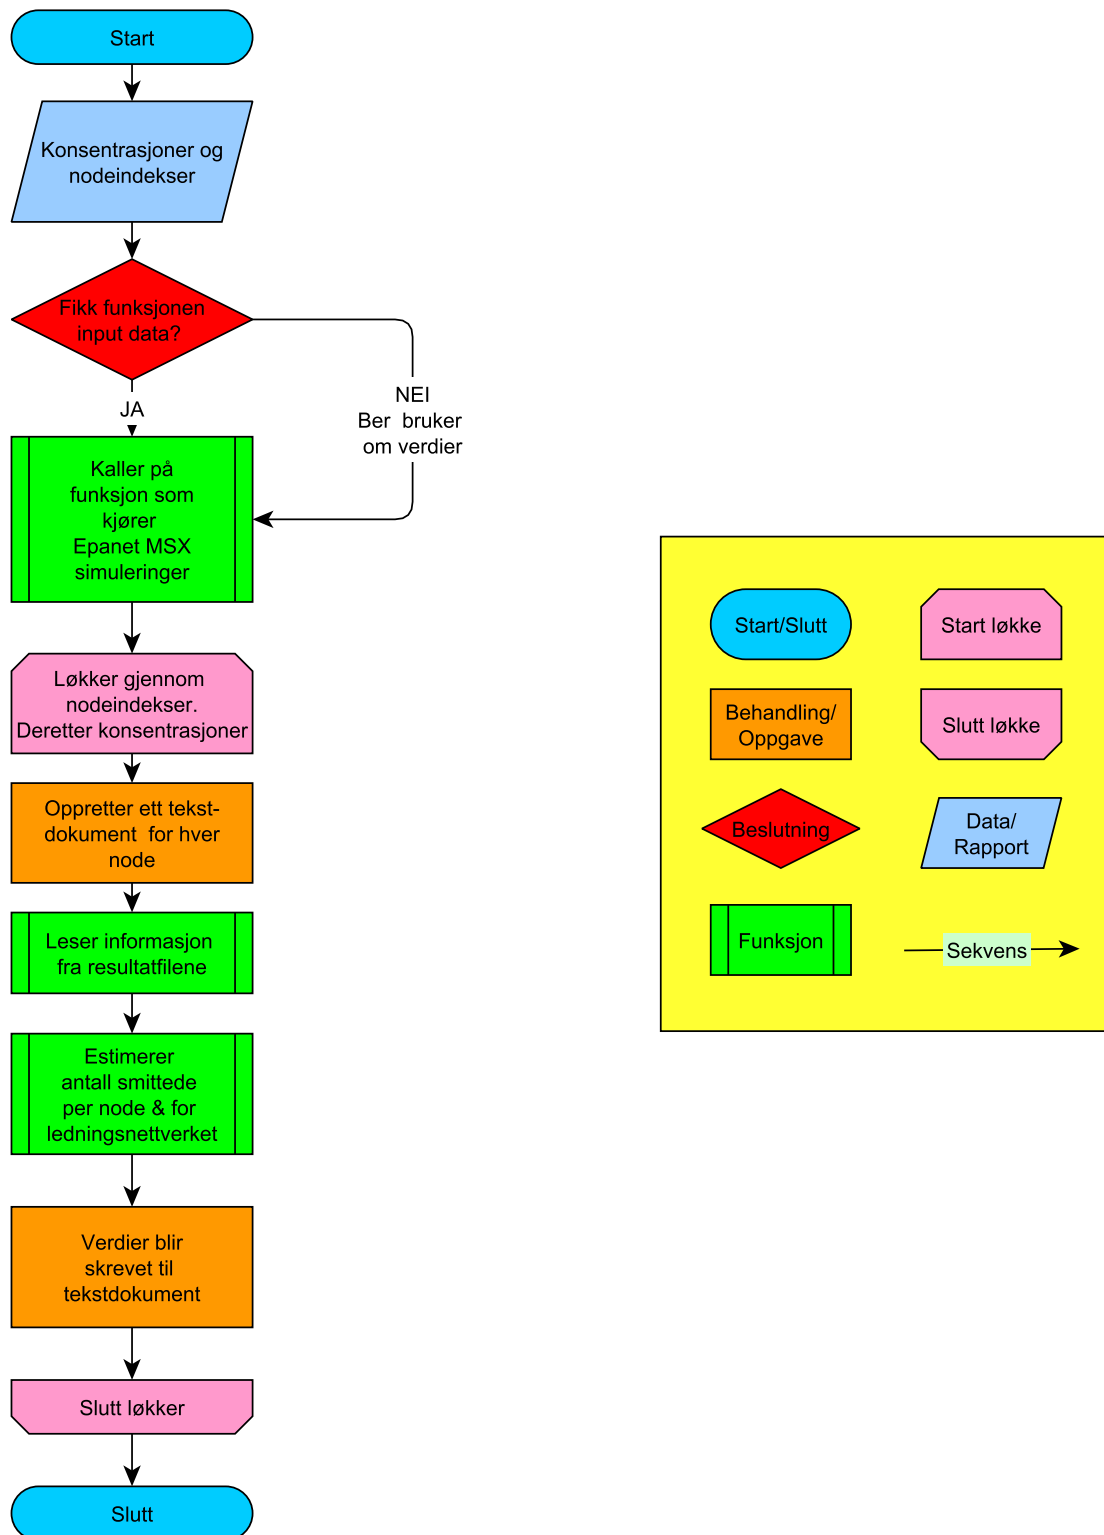 Start
Konsentrasjoner og
nodeindekser
Fikk funksjonen
input data?
JA
NEI
Ber bruker
om verdier
Kaller på
funksjon som
kjører
Epanet MSX
simuleringer
Løkker gjennom
nodeindekser.
Deretter konsentrasjoner
Oppretter ett tekst-
dokument for hver
node
Leser informasjon
fra resultatfilene
Estimerer
antall smittede
per node & for
ledningsnettverket
Verdier blir
skrevet til
tekstdokument
Slutt løkker
Slutt
Start/Slutt
Start løkke
Behandling/
Oppgave
Slutt løkke
Beslutning
Data/
Rapport
Funksjon
Sekvens